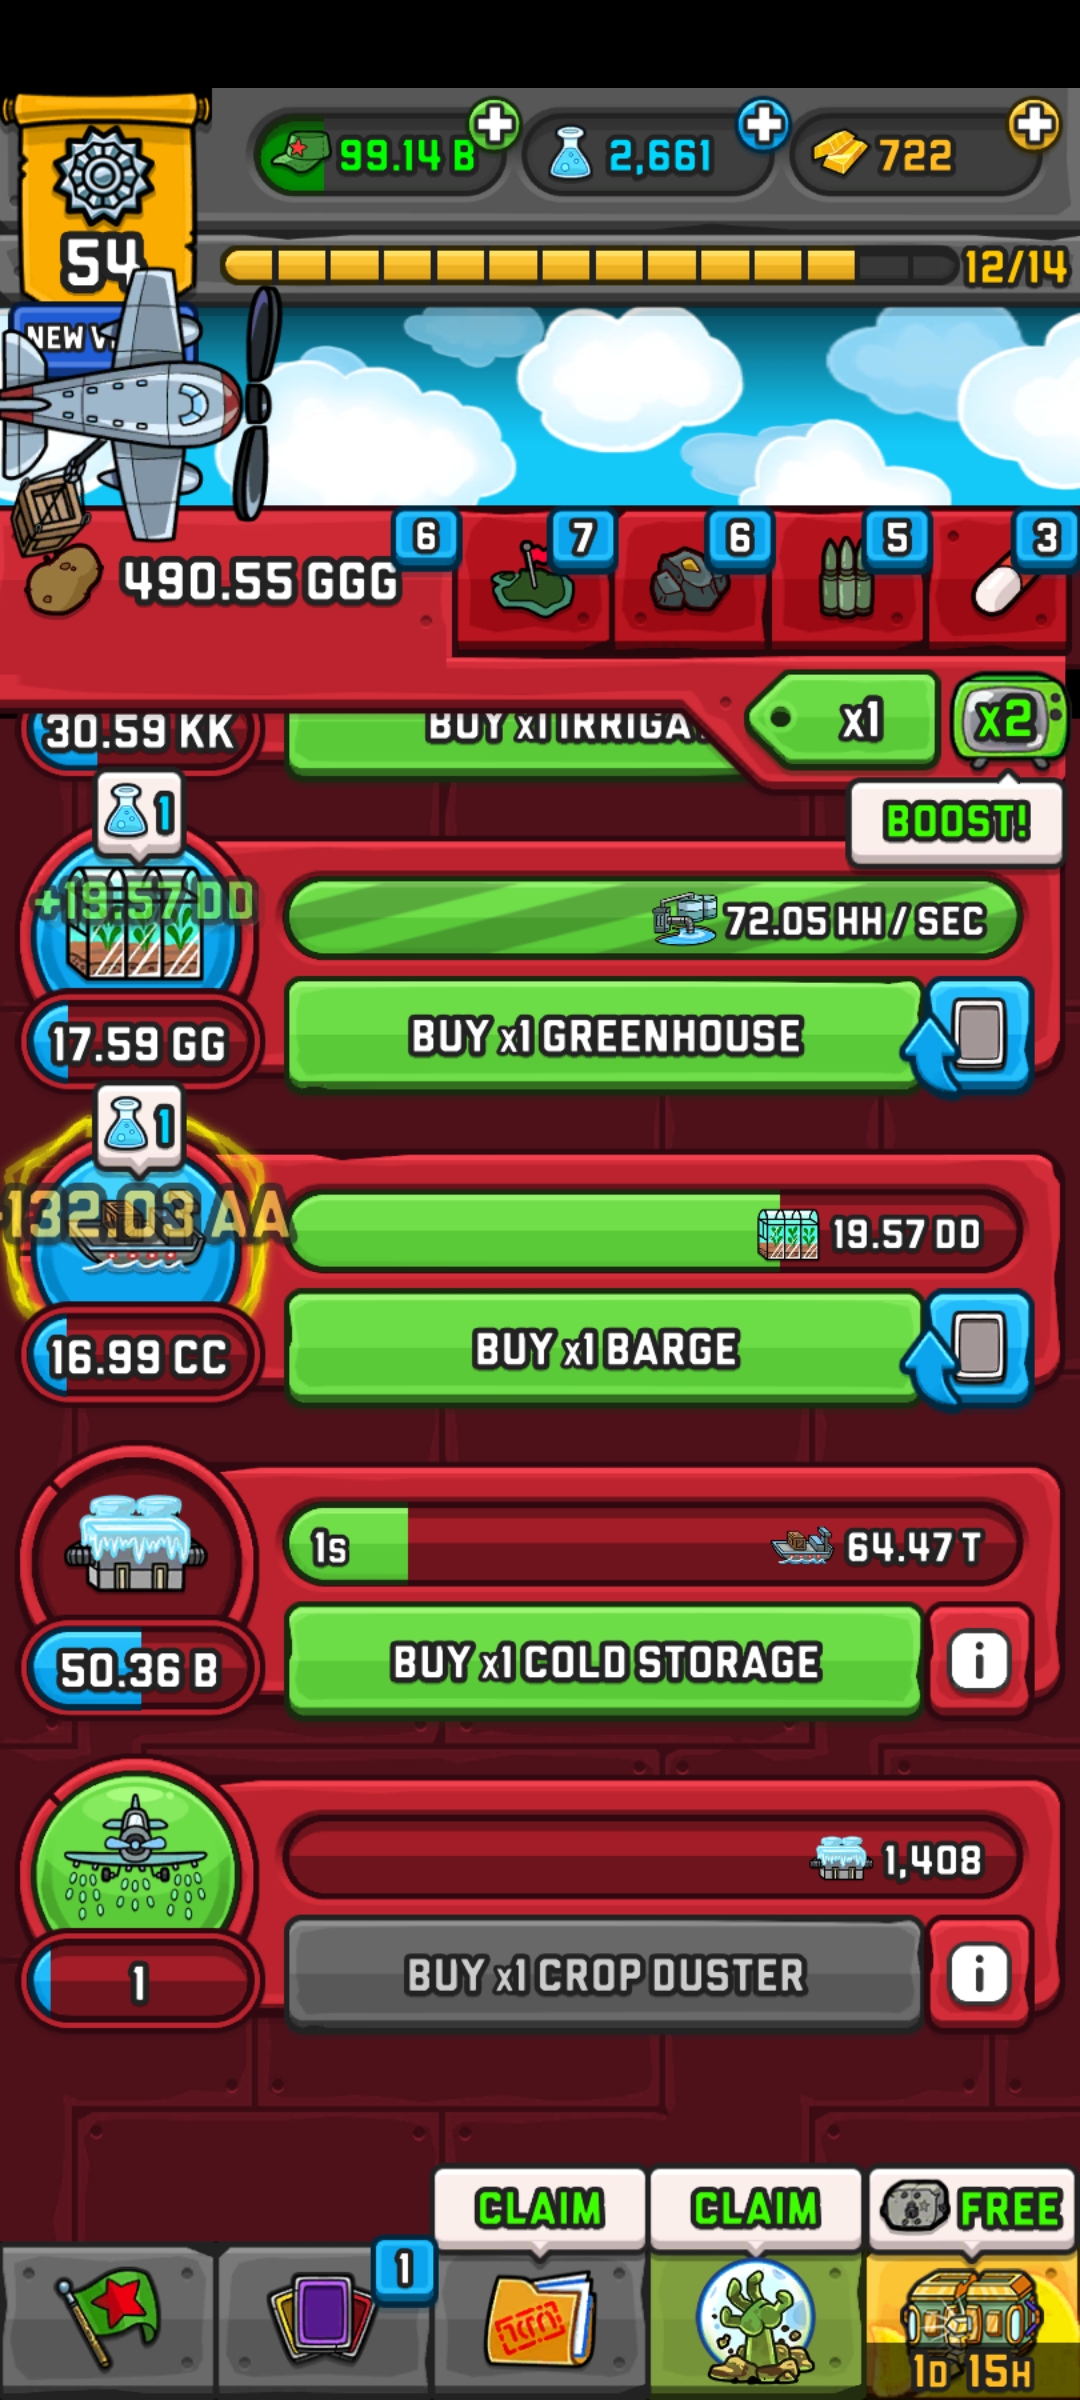 99.14 B
2,661
722
54
12/14
NEW
490.55 GGG
6
7
6
5
3
x1
x2
BOOST!
30.59 KK
BUY x1 IRRIGA
1
+19.57 DD
72.05 HH / SEC
17.59 GG
BUY x1 GREENHOUSE
1
132.03 AA
19.57 DD
16.99 CC
BUY x1 BARGE
1s
64.47 T
50.36 B
BUY x1 COLD STORAGE
i
1,408
1
BUY x1 CROP DUSTER
i
CLAIM
CLAIM
FREE
1
1D 15H